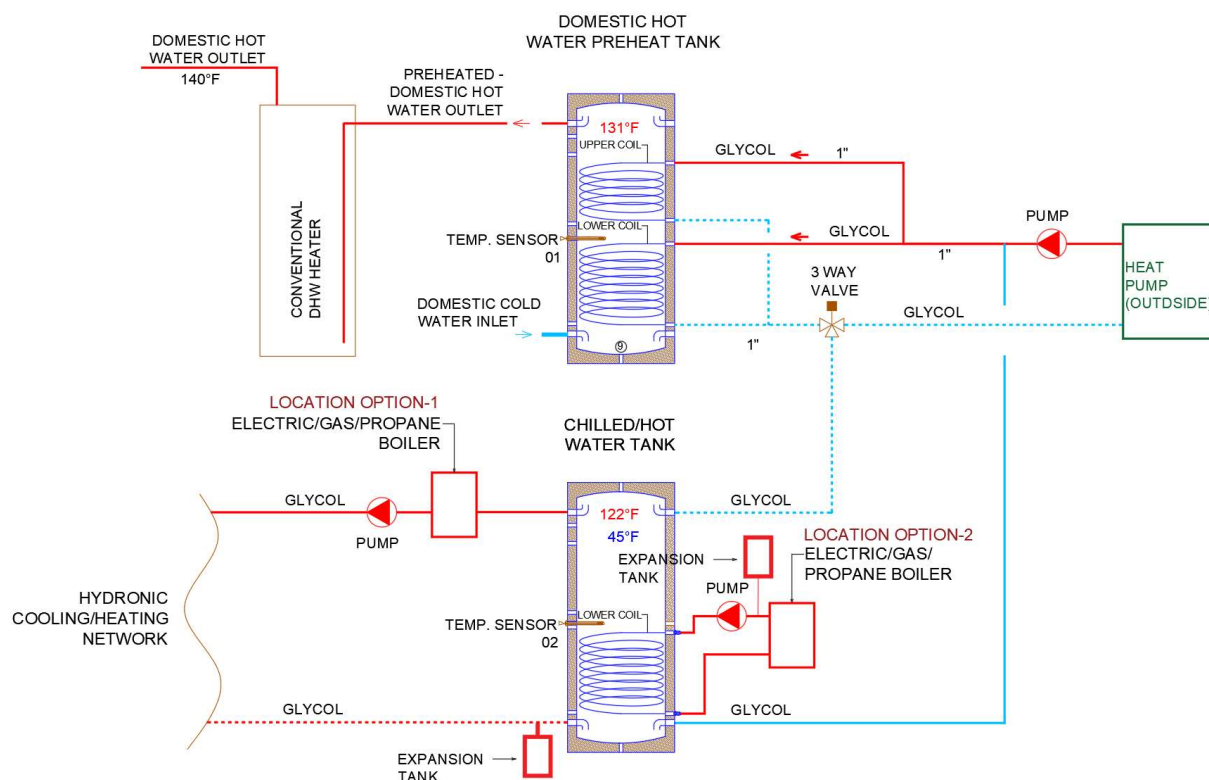 DOMESTIC HOT
WATER PREHEAT TANK
DOMESTIC HOT
WATER OUTLET
140°F
PREHEATED -
DOMESTIC HOT
WATER OUTLET
131°F
UPPER COIL
GLYCOL
1"
CONVENTIONAL
DHW HEATER
TEMP. SENSOR
01
LOWER COIL
GLYCOL
1"
PUMP
HEAT
PUMP
(OUTDSIDE)
3 WAY
VALVE
GLYCOL
DOMESTIC COLD
WATER INLET
1"
9
LOCATION OPTION-1
ELECTRIC/GAS/PROPANE
BOILER
CHILLED/HOT
WATER TANK
GLYCOL
PUMP
122°F
45°F
GLYCOL
LOCATION OPTION-2
ELECTRIC/GAS/
PROPANE BOILER
EXPANSION
TANK
PUMP
HYDRONIC
COOLING/HEATING
NETWORK
TEMP. SENSOR
02
LOWER COIL
GLYCOL
GLYCOL
EXPANSION
TANK